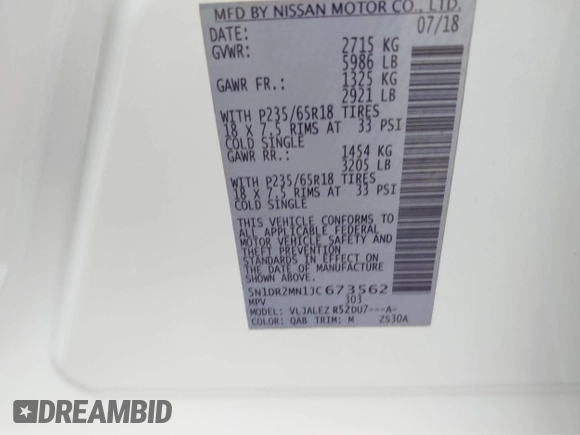 MFD BY NISSAN MOTOR CO., LTD.
DATE: 07/18
GVWR: 2715 KG
5986 LB
GAWR FR.: 1325 KG
2921 LB
WITH P235/65R18 TIRES
18 X 7.5 RIMS AT 33 PSI
COLD SINGLE
GAWR RR.: 1454 KG
3205 LB
WITH P235/65R18 TIRES
18 X 7.5 RIMS AT 33 PSI
COLD SINGLE
THIS VEHICLE CONFORMS TO
ALL APPLICABLE FEDERAL
MOTOR VEHICLE SAFETY AND
THEFT PREVENTION
STANDARDS IN EFFECT ON
THE DATE OF MANUFACTURE
SHOWN ABOVE.
5N1DR2MN1JC673562
MPV 303
MODEL: VLJALEZ R52DU7---A-
COLOR: QAB TRIM: M ZS30A
DREAMBID